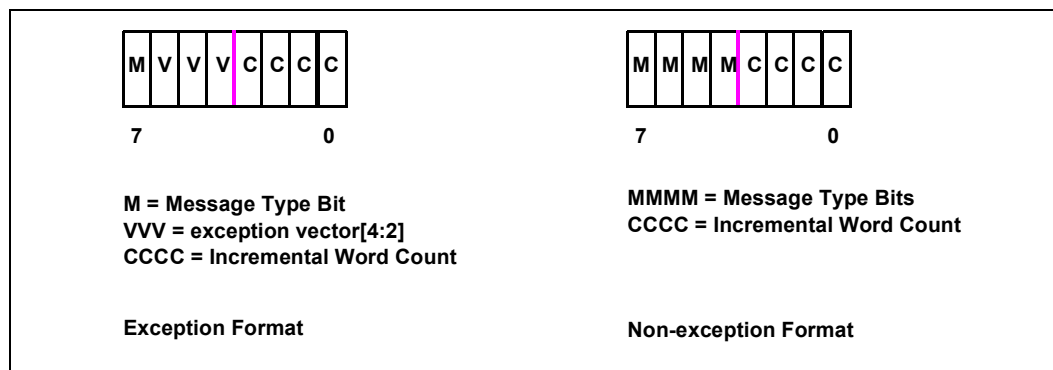 M V V V C C C C
7 0
M = Message Type Bit
VVV = exception vector[4:2]
CCCC = Incremental Word Count
Exception Format
M M M M C C C C
7 0
MMMM = Message Type Bits
CCCC = Incremental Word Count
Non-exception Format